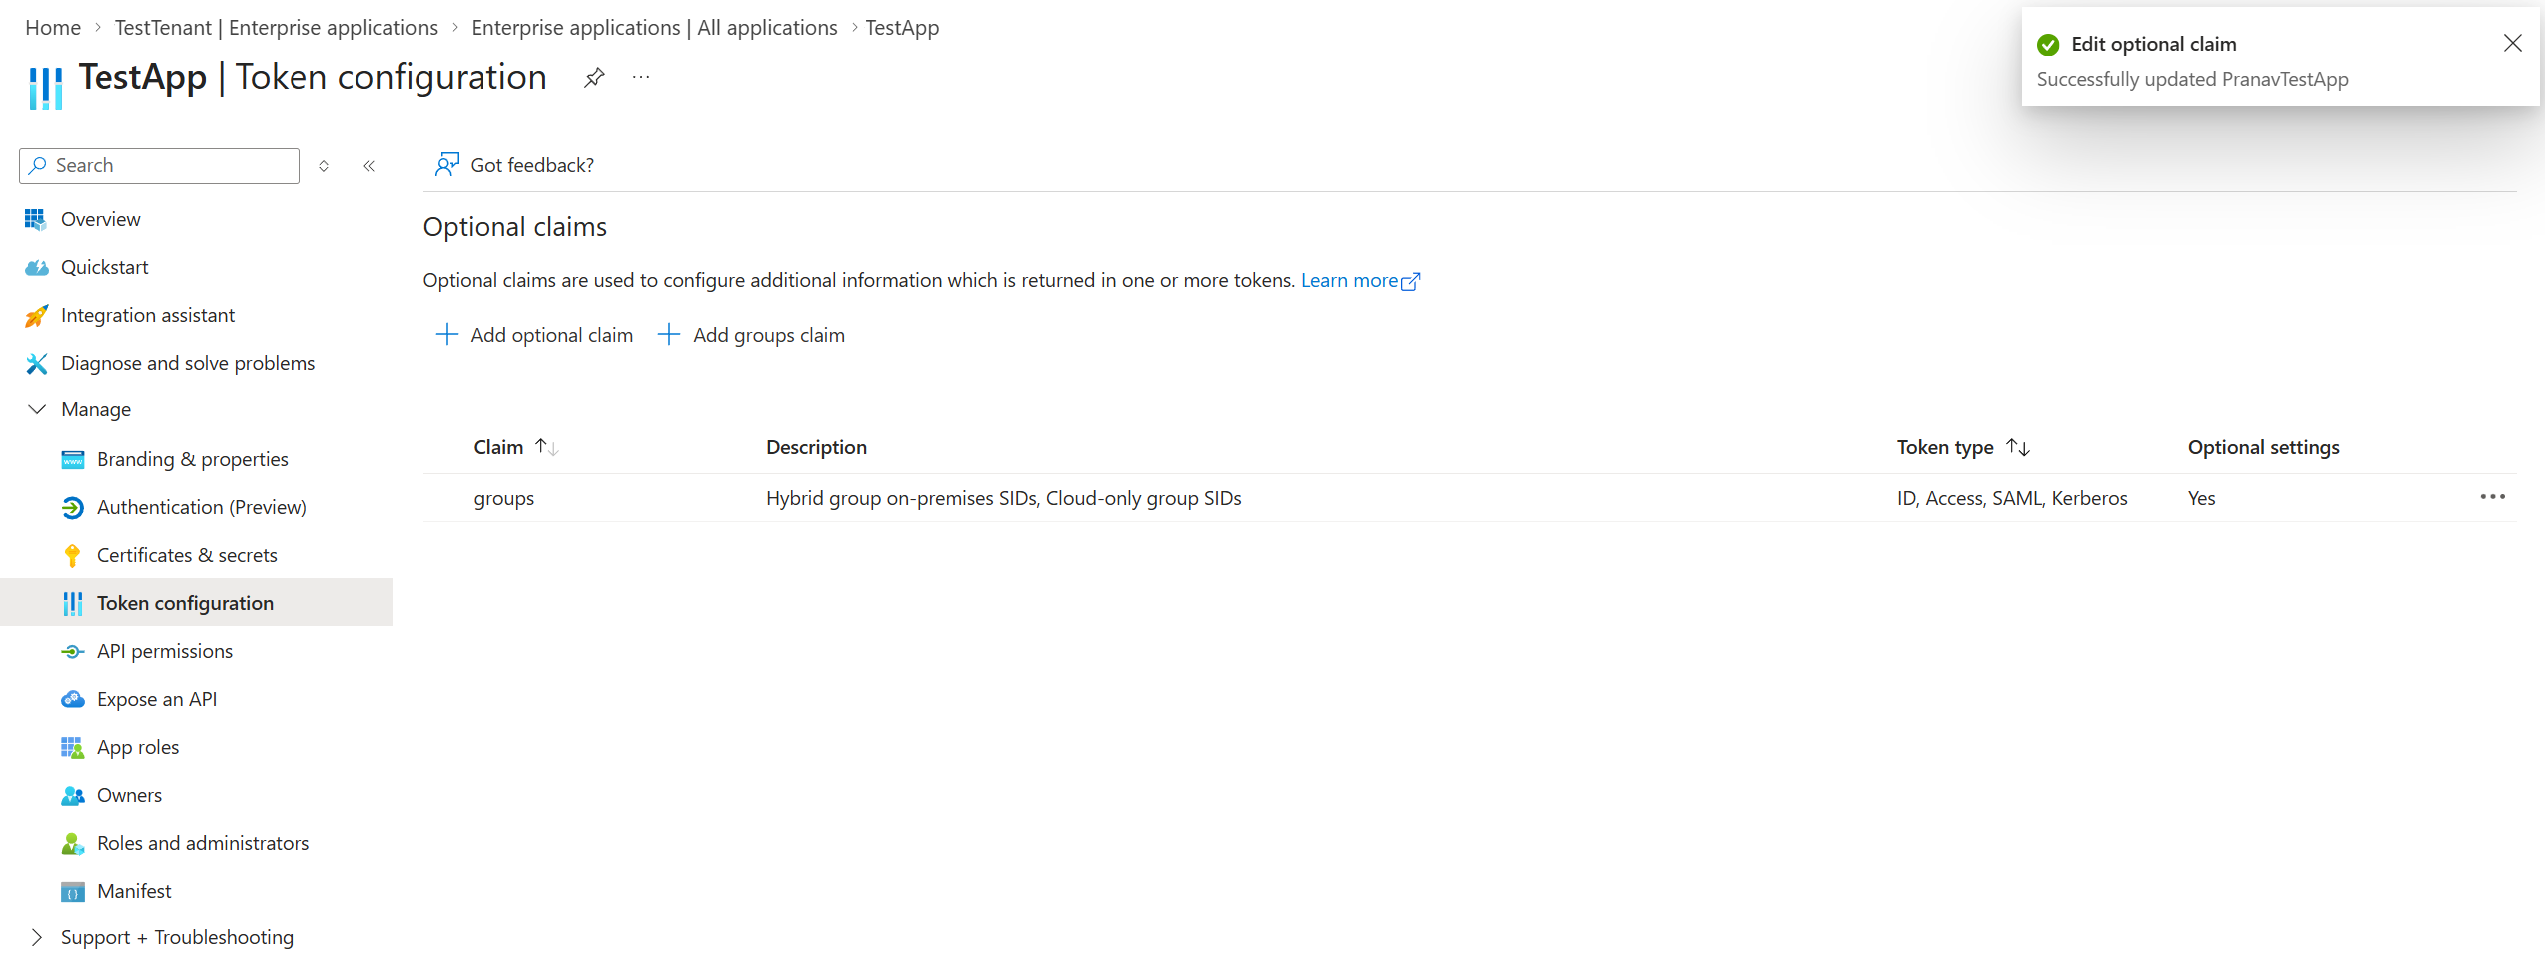 Home > TestTenant | Enterprise applications > Enterprise applications | All applications > TestApp
TestApp | Token configuration
Edit optional claim
Successfully updated PranavTestApp
Search
Got feedback?
Overview
Quickstart
Integration assistant
Diagnose and solve problems
Manage
Branding & properties
Authentication (Preview)
Certificates & secrets
Token configuration
API permissions
Expose an API
App roles
Owners
Roles and administrators
Manifest
Support + Troubleshooting
Optional claims
Optional claims are used to configure additional information which is returned in one or more tokens. Learn more
Add optional claim Add groups claim
Claim Description Token type Optional settings
groups Hybrid group on-premises SIDs, Cloud-only group SIDs ID, Access, SAML, Kerberos Yes